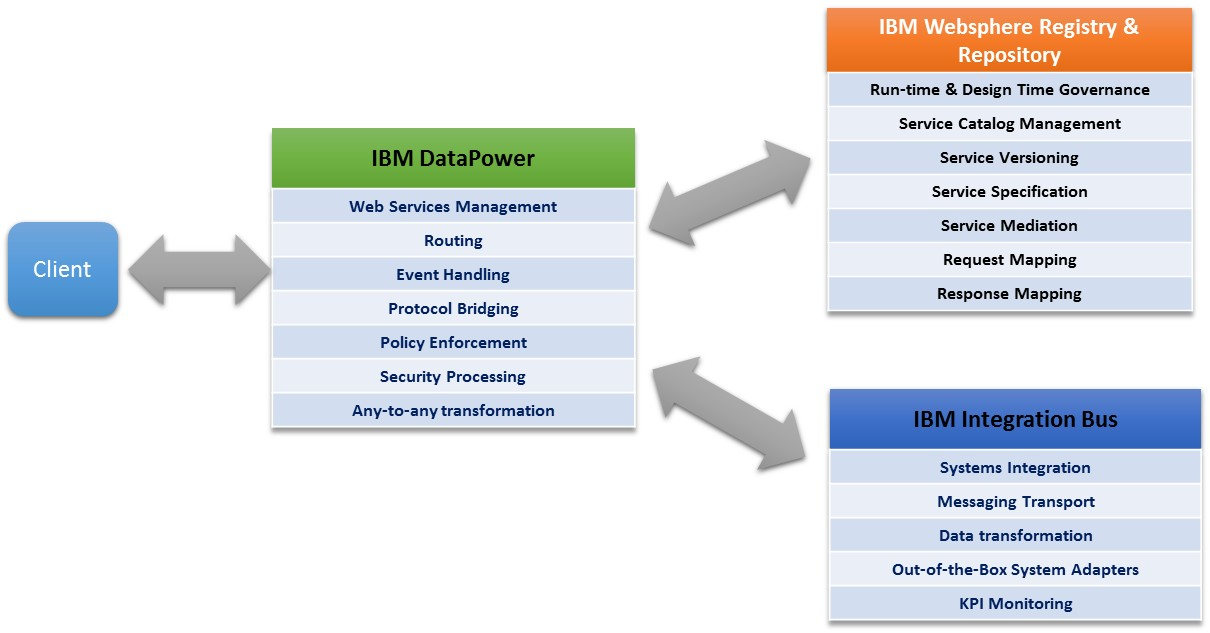 Client
IBM DataPower
Web Services Management
Routing
Event Handling
Protocol Bridging
Policy Enforcement
Security Processing
Any-to-any transformation
IBM Websphere Registry &
Repository
Run-time & Design Time Governance
Service Catalog Management
Service Versioning
Service Specification
Service Mediation
Request Mapping
Response Mapping
IBM Integration Bus
Systems Integration
Messaging Transport
Data transformation
Out-of-the-Box System Adapters
KPI Monitoring